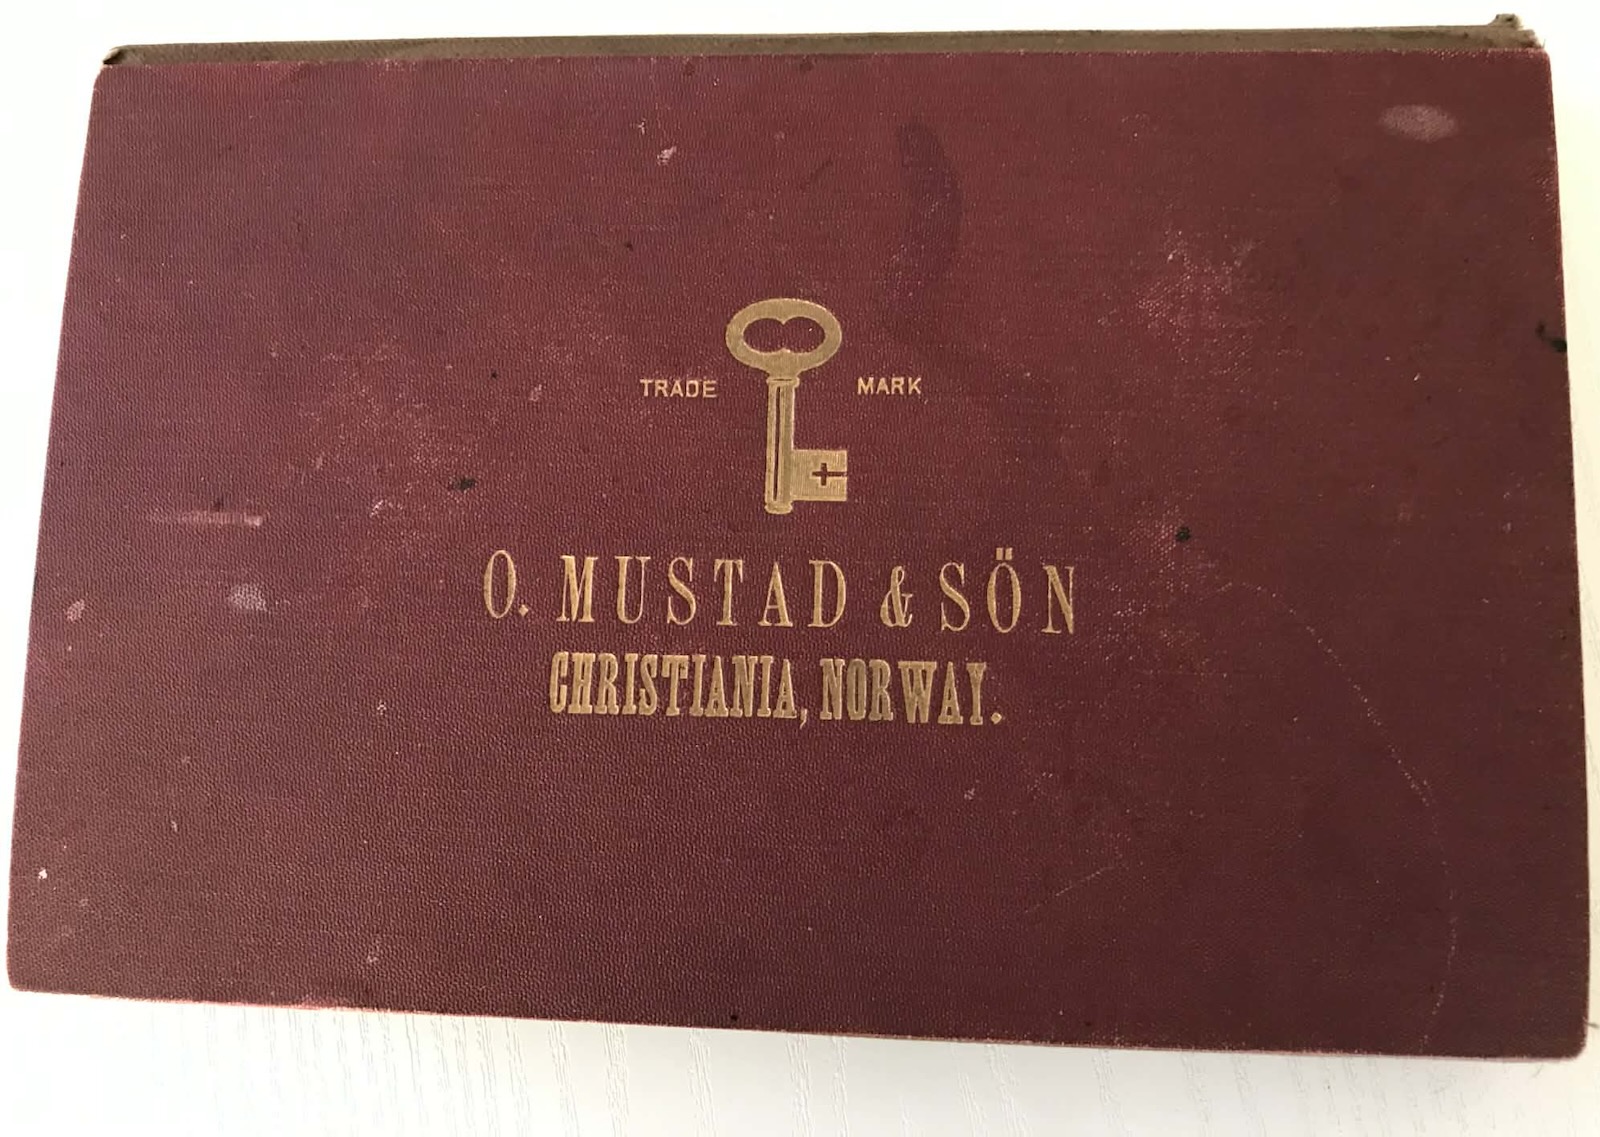 TRADE MARK
O. MUSTAD & SÖN
CHRISTIANIA, NORWAY.